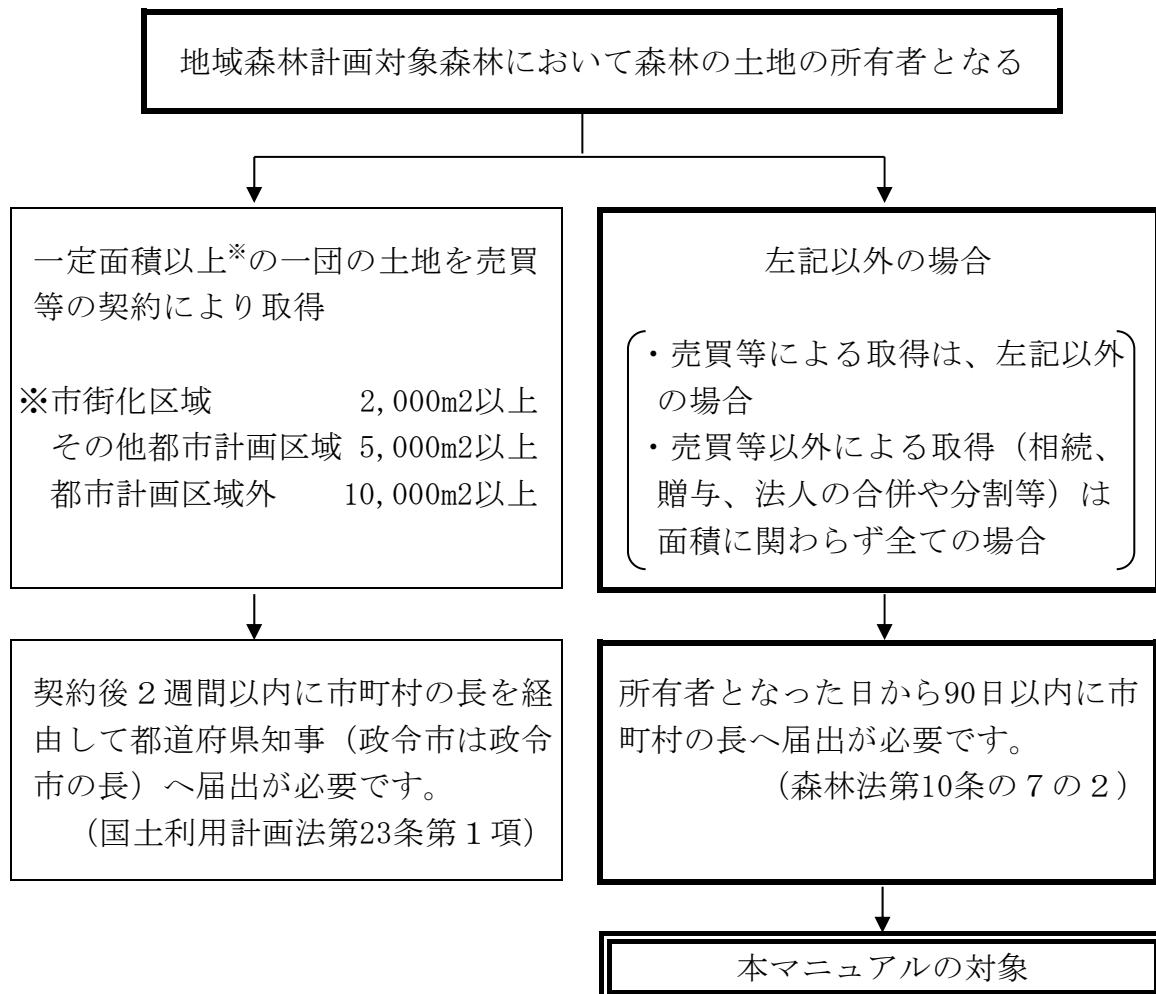 地域森林計画対象森林において森林の土地の所有者となる
一定面積以上※の一団の土地を売買
等の契約により取得
※市街化区域 2,000m2以上
その他都市計画区域 5,000m2以上
都市計画区域外 10,000m2以上
左記以外の場合
・売買等による取得は、左記以外
の場合
・売買等以外による取得（相続、
贈与、法人の合併や分割等）は
面積に関わらず全ての場合
契約後２週間以内に市町村の長を経
由して都道府県知事（政令市は政令
市の長）へ届出が必要です。
（国土利用計画法第23条第１項）
所有者となった日から90日以内に市
町村の長へ届出が必要です。
（森林法第10条の７の２）
本マニュアルの対象